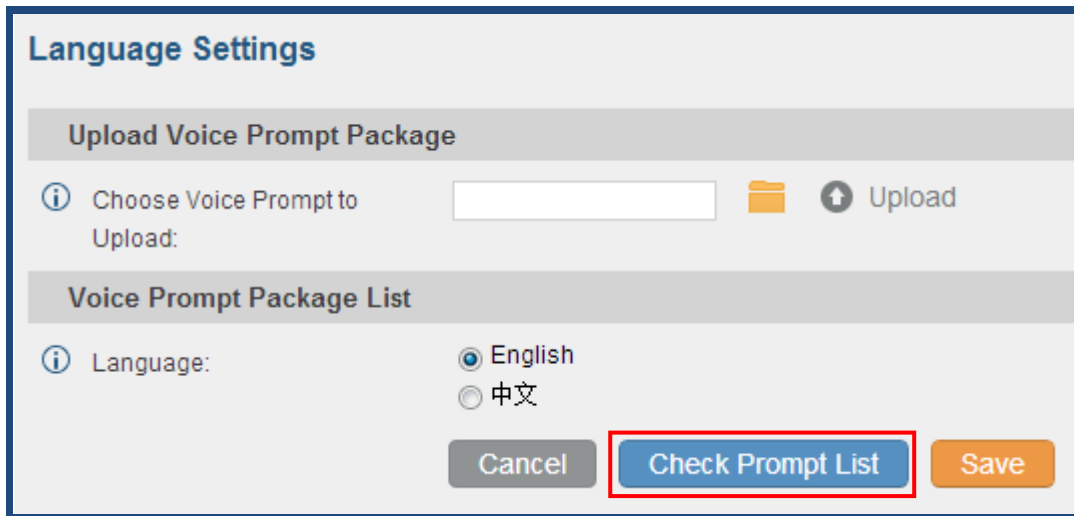 Language Settings
Upload Voice Prompt Package
Choose Voice Prompt to
Upload:
Upload
Voice Prompt Package List
Language:
English
中文
Cancel
Check Prompt List
Save